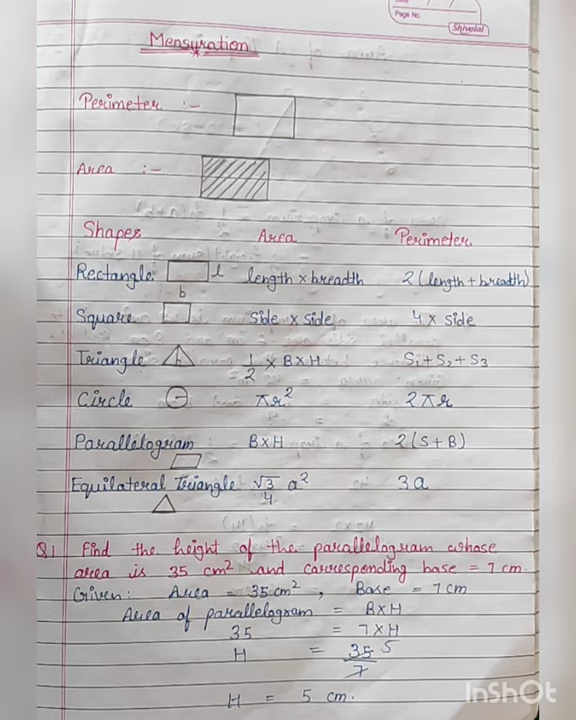 Page No.
Shivalal
Mensuration
Perimeter :-
Area :-
Shapes Area Perimeter
Rectangle l length × breadth 2(length + breadth)
b
Square side × side 4 × side
Triangle h 1/2 × B × H S₁ + S₂ + S₃
Circle πr² 2πr
Parallelogram B × H 2(S + B)
Equilateral Triangle √3/4 a² 3a
Q1 Find the height of the parallelogram whose
area is 35 cm² and corresponding base = 7 cm.
Given: Area = 35 cm², Base = 7 cm
Area of parallelogram = B × H
35 = 7 × H
H = 35/7 5
H = 5 cm.
InShOt